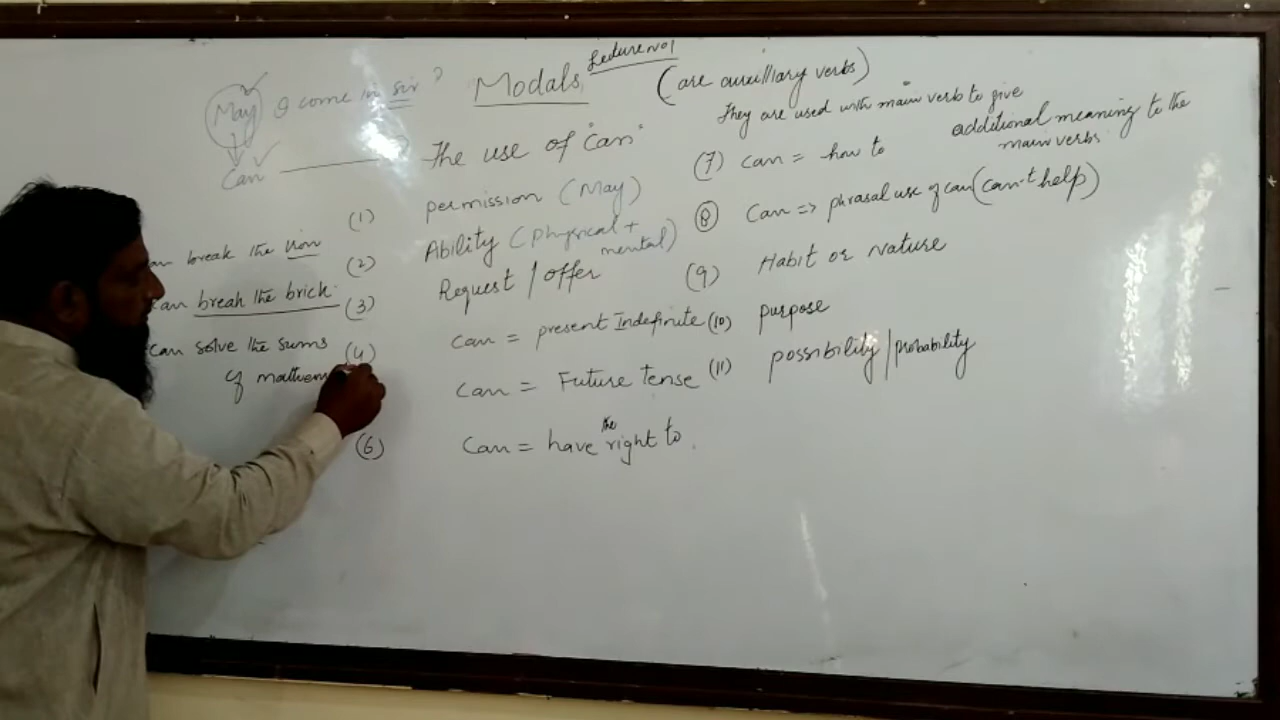 Modals Lecture no 1
(are auxilliary verbs)
They are used with main verb to give
additional meaning to the
main verbs.
May I come in sir?
Can
The use of "Can"
(1) permission (May)
(2) Ability (physical +
mental)
(3) Request / offer
(4) can = present Indefinite
can = Future tense
(6) Can = have the right to.
(7) can = how to
(8) Can => phrasal use of can (can't help)
(9) Habit or Nature
(10) purpose
(11) possibility / probability
break the iron
can break the brick.
can solve the sums
of